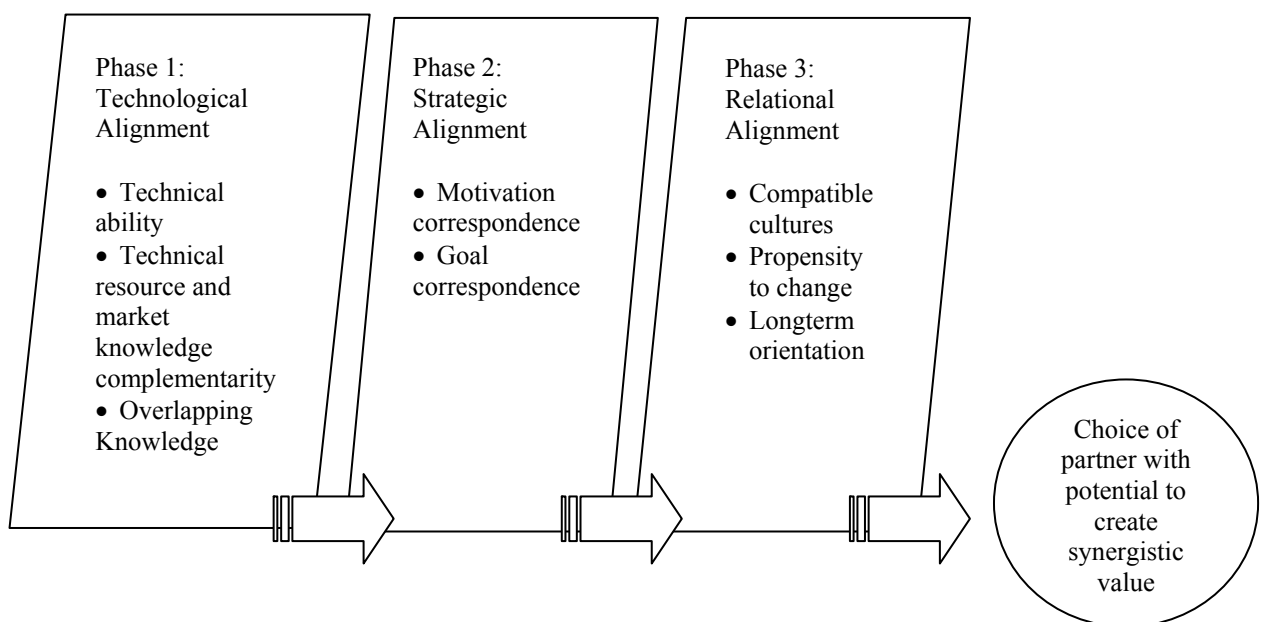 Phase 1:
Technological
Alignment
• Technical
ability
• Technical
resource and
market
knowledge
complementarity
• Overlapping
Knowledge
Phase 2:
Strategic
Alignment
• Motivation
correspondence
• Goal
correspondence
Phase 3:
Relational
Alignment
• Compatible
cultures
• Propensity
to change
• Longterm
orientation
Choice of
partner with
potential to
create
synergistic
value